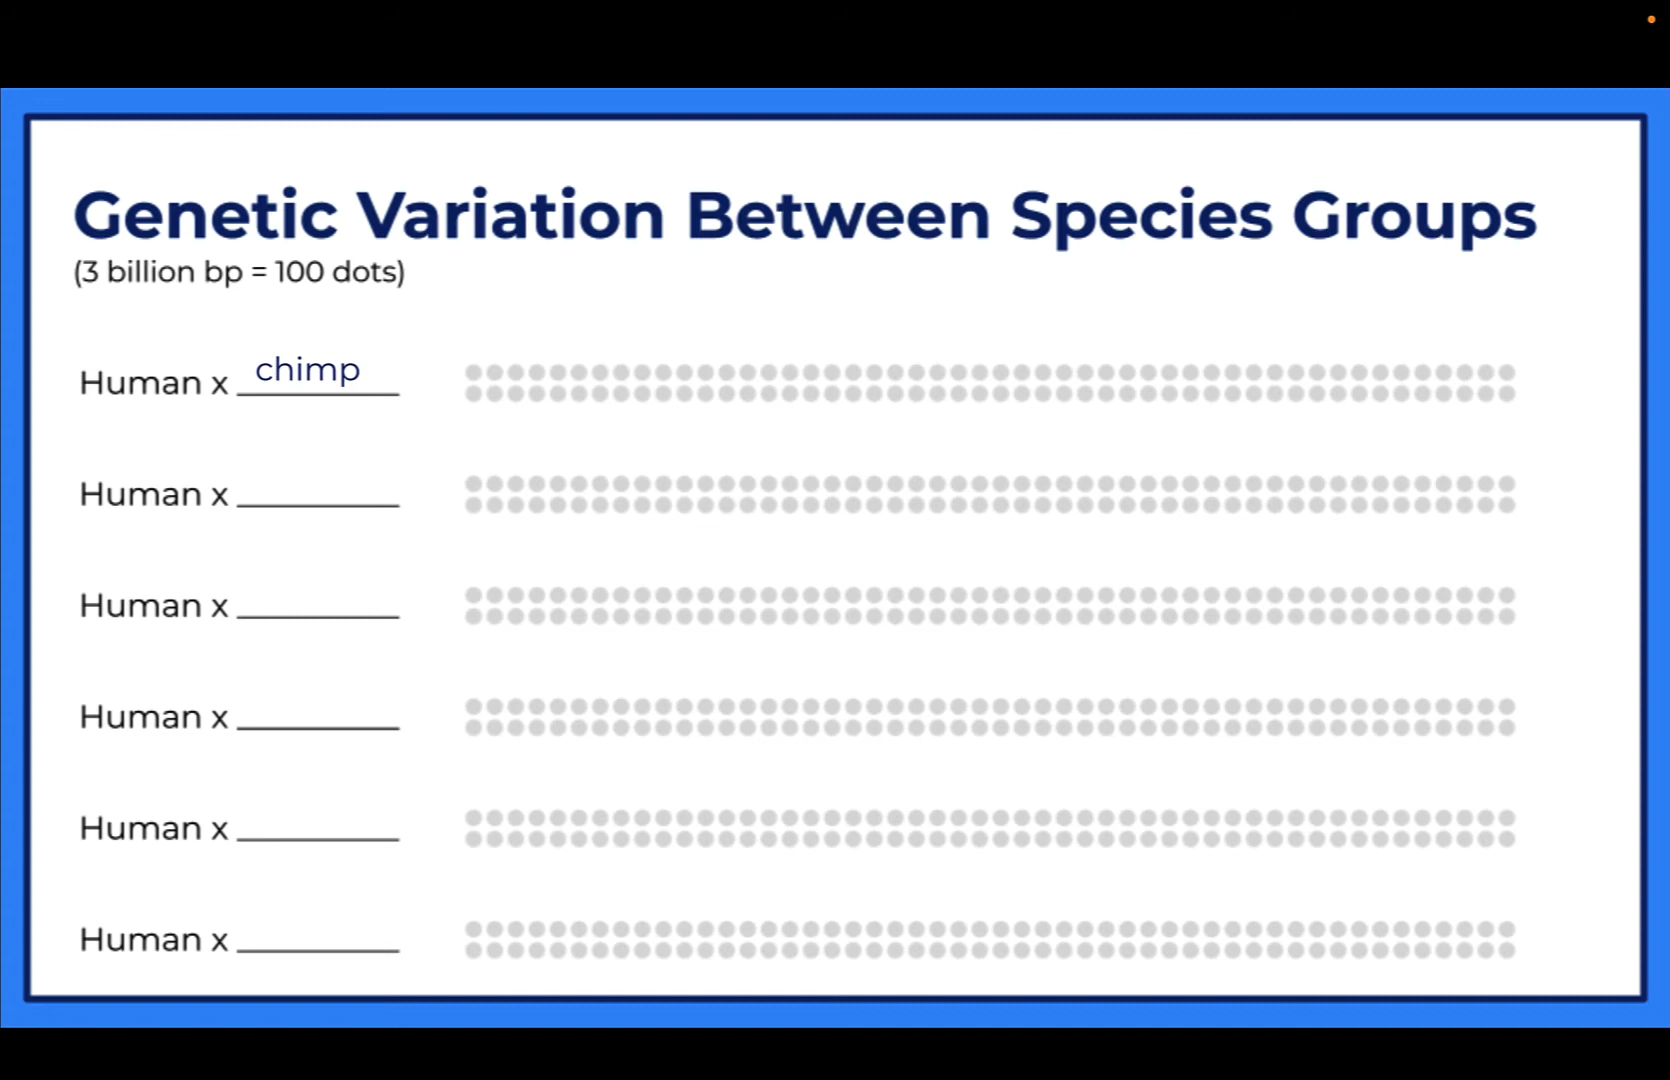 Genetic Variation Between Species Groups
(3 billion bp = 100 dots)
Human x chimp
Human x
Human x
Human x
Human x
Human x